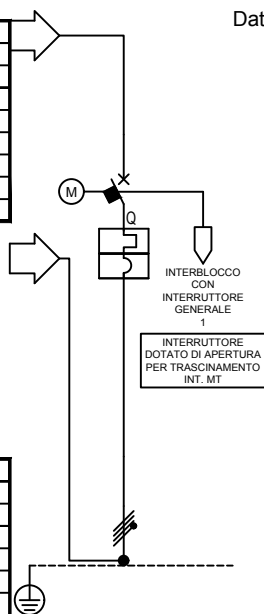 Dat
M
Q
INTERBLOCCO
CON
INTERRUTTORE
GENERALE
1
INTERRUTTORE
DOTATO DI APERTURA
PER TRASCINAMENTO
INT. MT